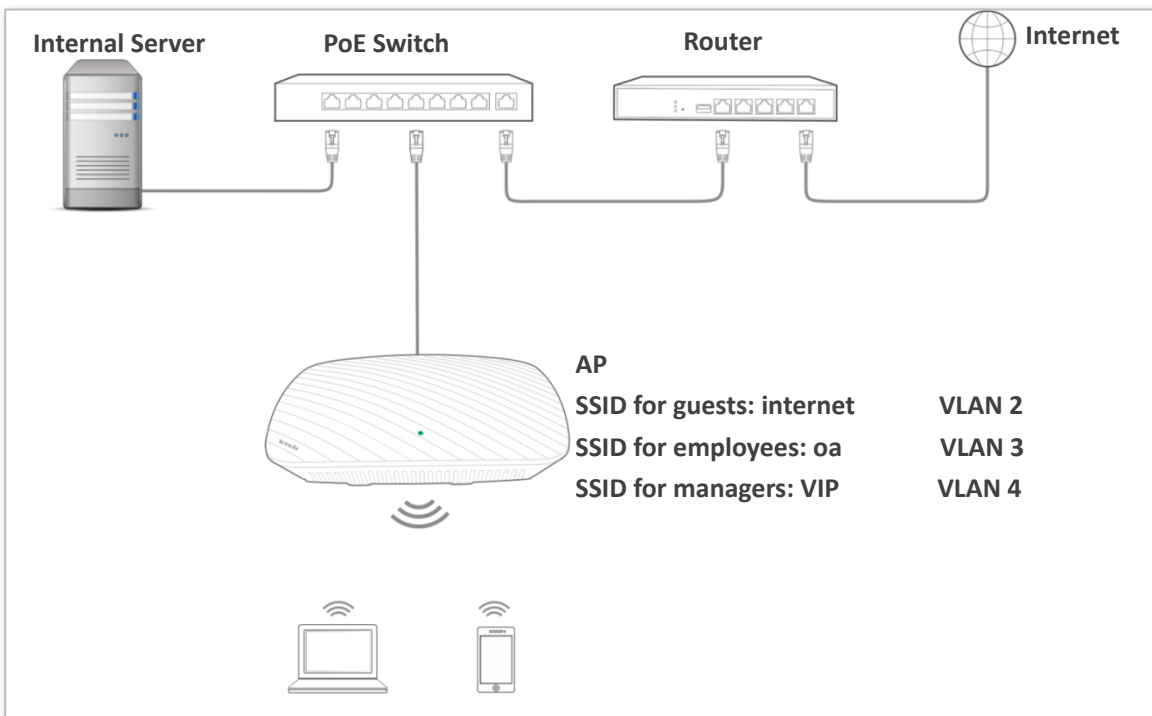 Internal Server
PoE Switch
Router
Internet
AP
SSID for guests: internet VLAN 2
SSID for employees: oa VLAN 3
SSID for managers: VIP VLAN 4